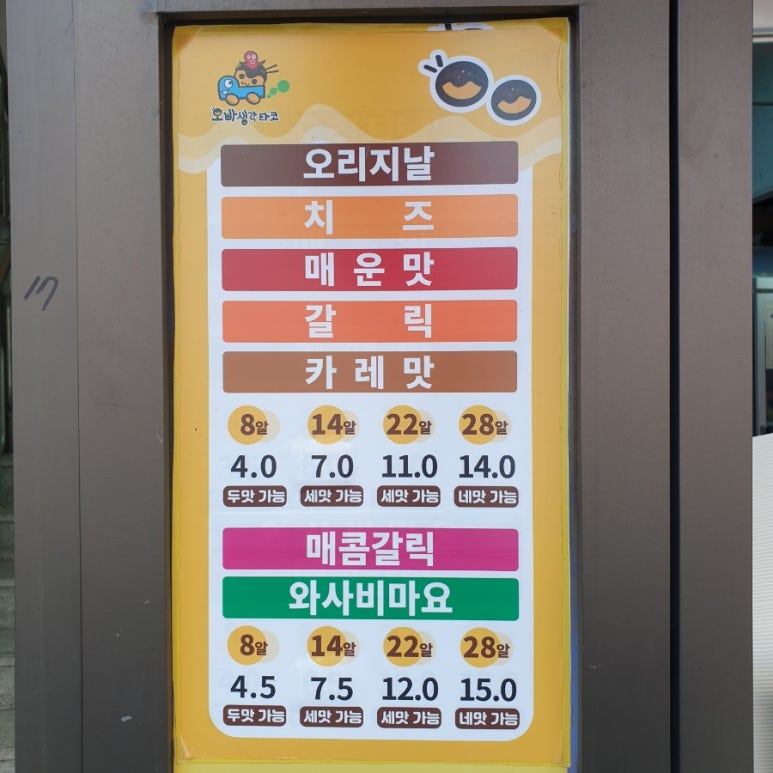 오빠생각타코
오리지날
치 즈
매 운 맛
갈 릭
카 레 맛
8알 14알 22알 28알
4.0 7.0 11.0 14.0
두맛 가능 세맛 가능 세맛 가능 네맛 가능
매콤갈릭
와사비마요
8알 14알 22알 28알
4.5 7.5 12.0 15.0
두맛 가능 세맛 가능 세맛 가능 네맛 가능
17